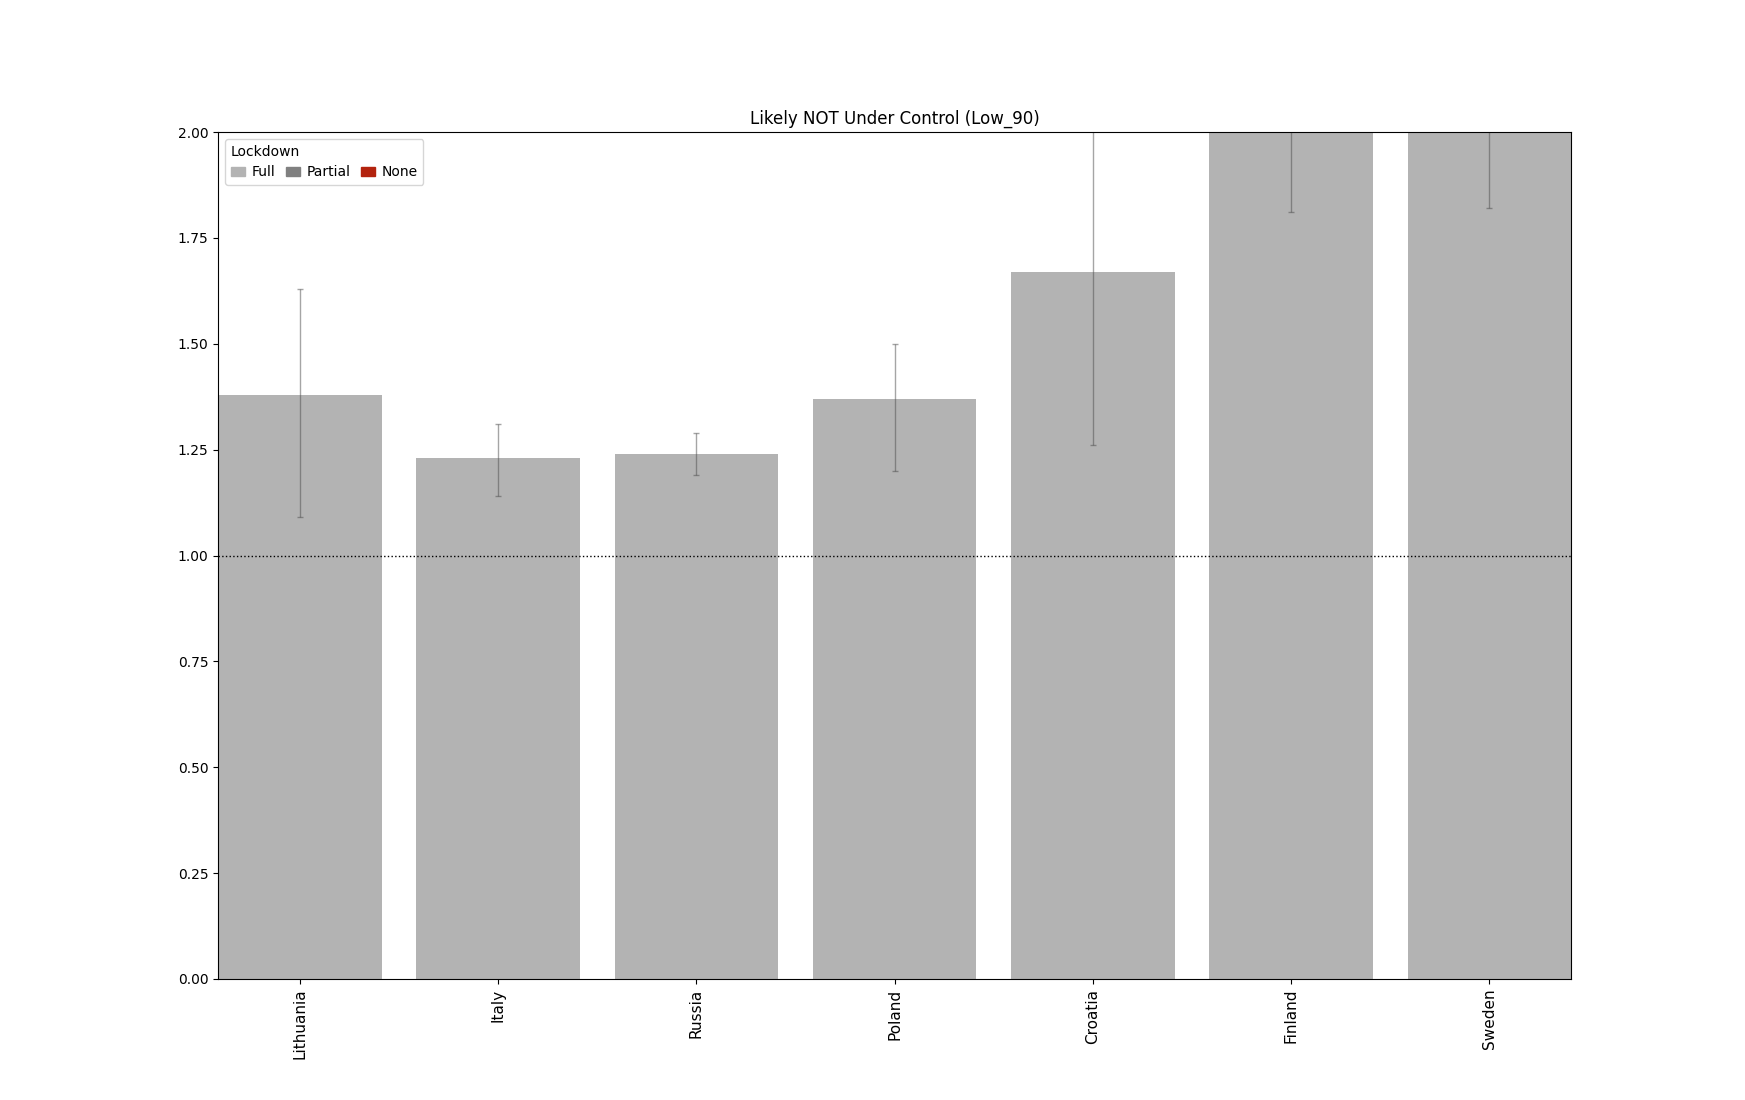 Likely NOT Under Control (Low_90)
Lockdown
Full Partial None
2.00
1.75
1.50
1.25
1.00
0.75
0.50
0.25
0.00
Lithuania
Italy
Russia
Poland
Croatia
Finland
Sweden